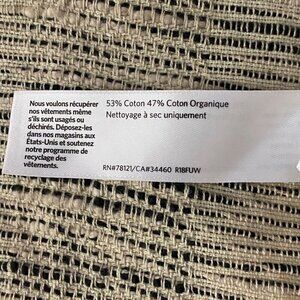 Nous voulons récupérer
nos vêtements même
s'ils sont usagés ou
déchirés. Déposez-les
dans nos magasins aux
États-Unis et soutenez
notre programme de
recyclage des
vêtements.
53% Coton 47% Coton Organique
Nettoyage à sec uniquement
RN#78121/CA#34460 R18FUW